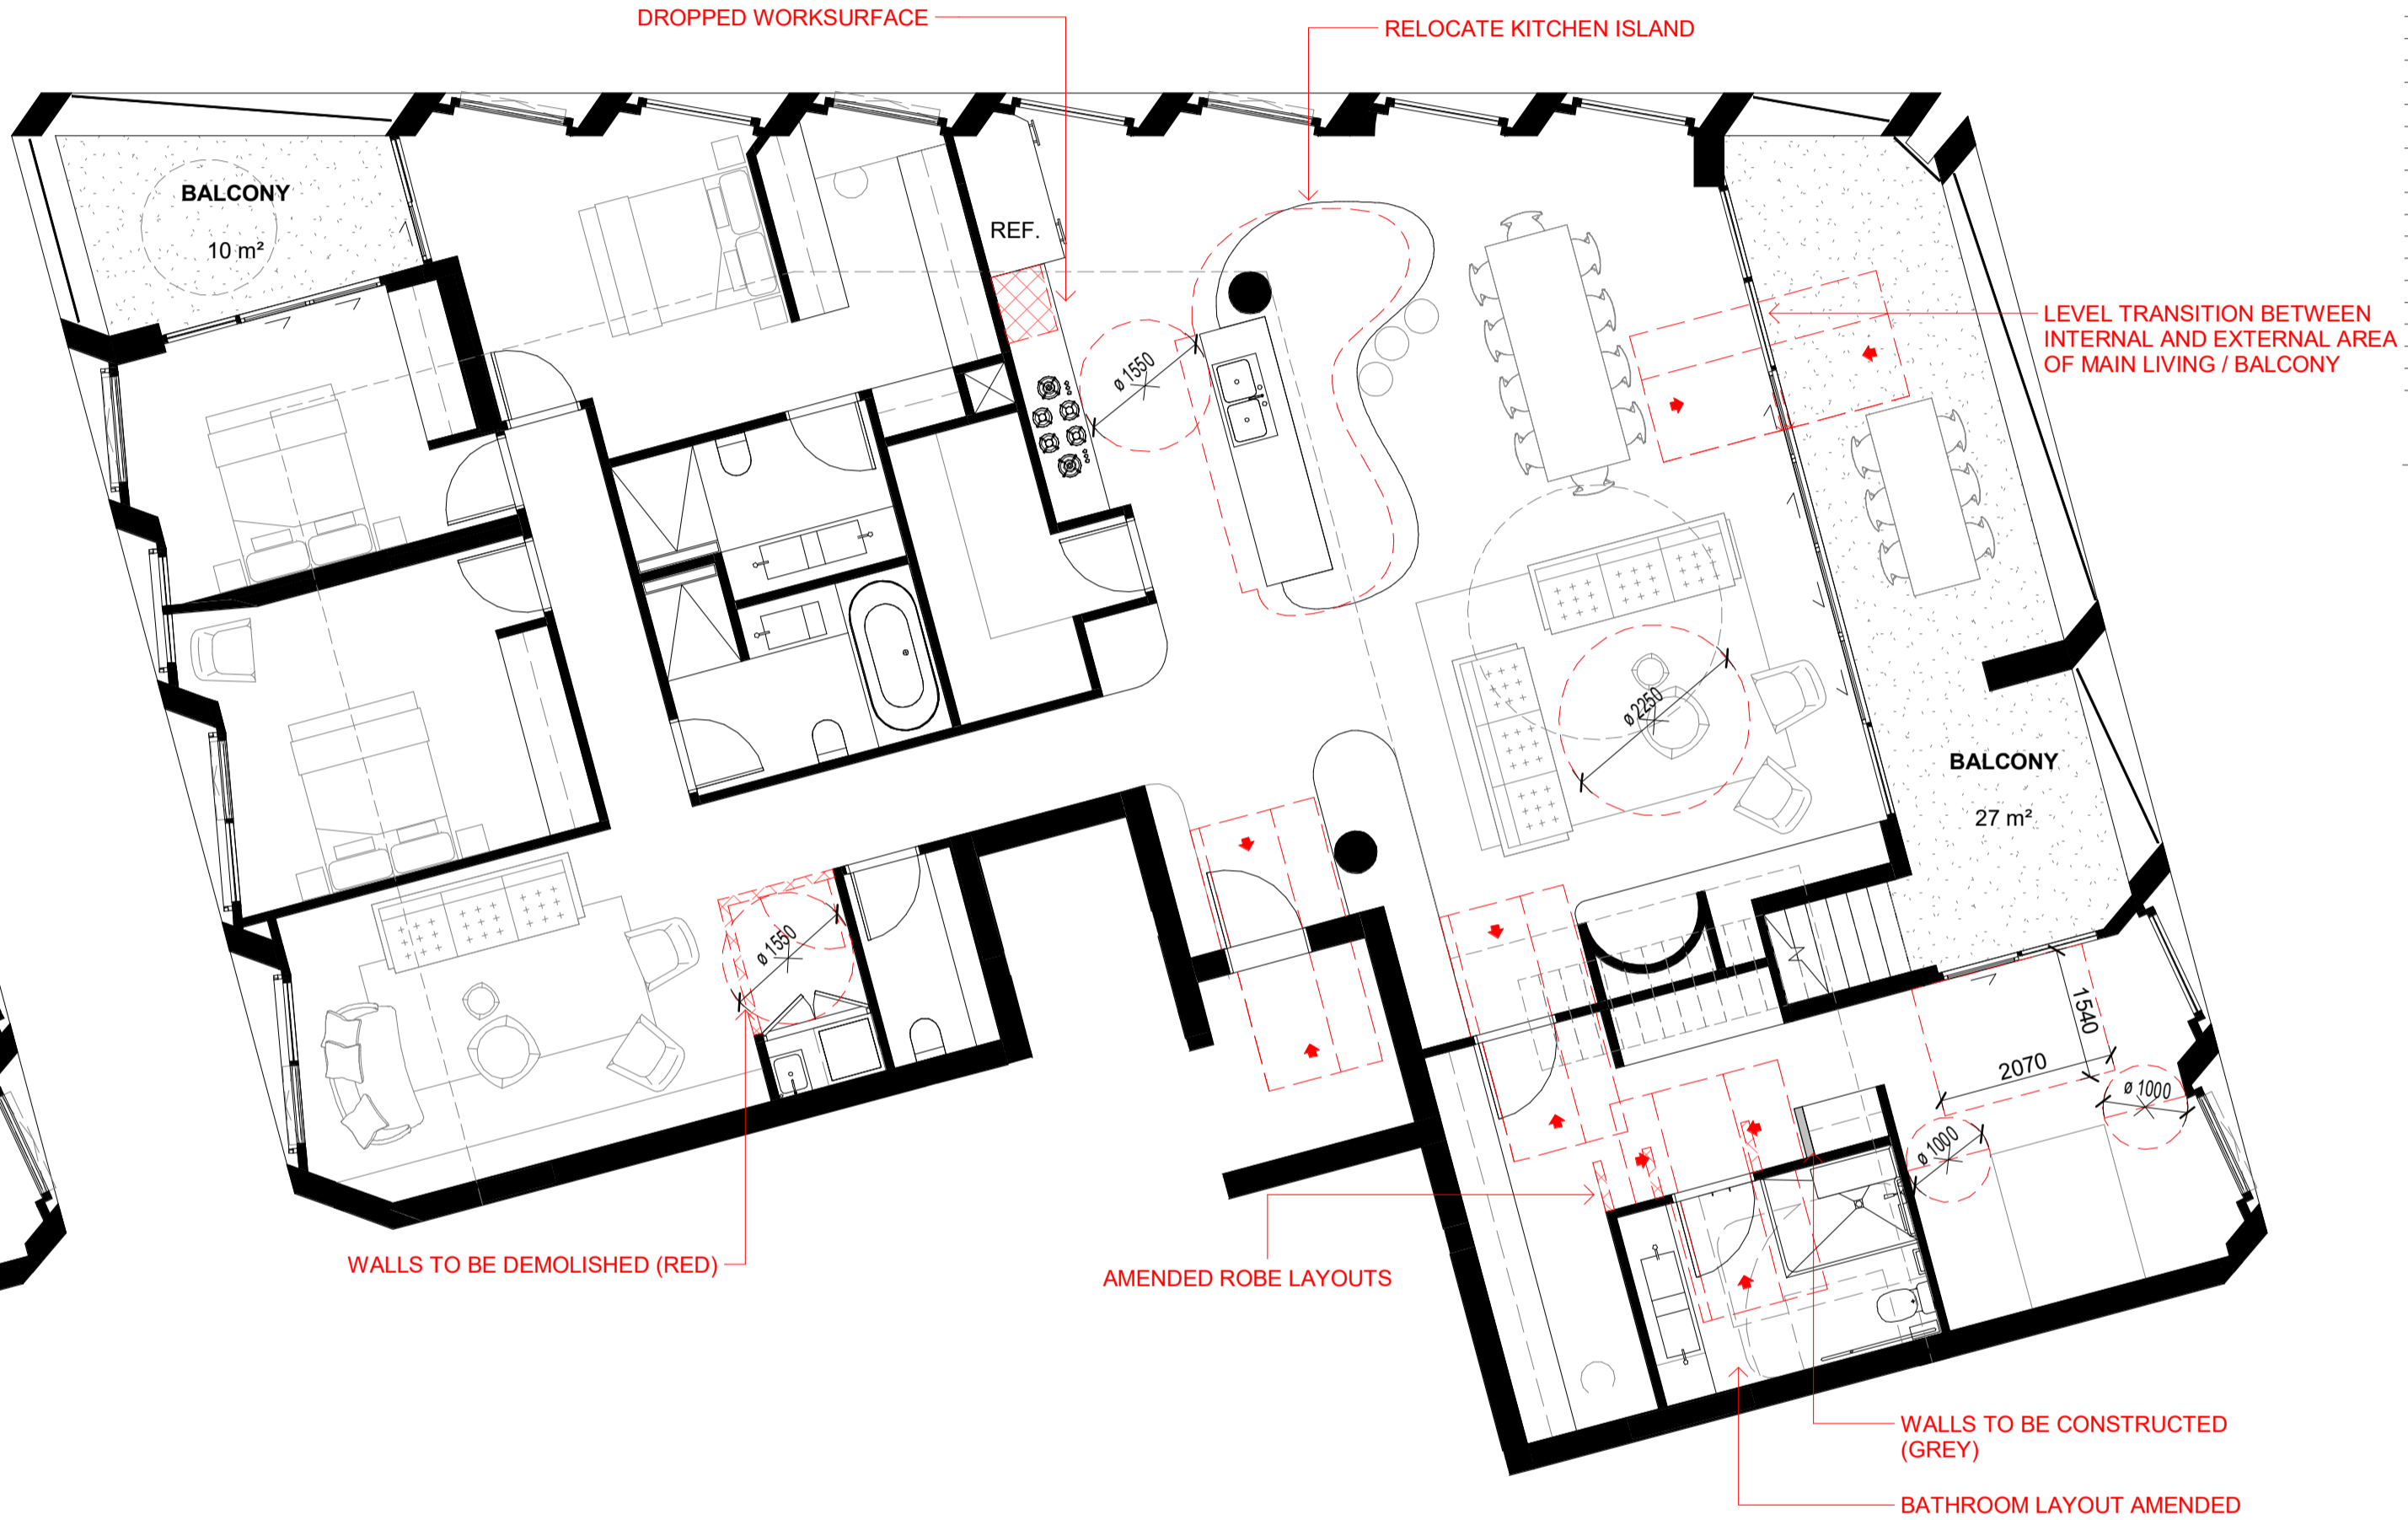 DROPPED WORKSURFACE
RELOCATE KITCHEN ISLAND
BALCONY
10 m²
REF.
ø 1550
LEVEL TRANSITION BETWEEN
INTERNAL AND EXTERNAL AREA
OF MAIN LIVING / BALCONY
ø 2250
BALCONY
27 m²
ø 1550
1540
2070
ø 1000
ø 1000
WALLS TO BE DEMOLISHED (RED)
AMENDED ROBE LAYOUTS
WALLS TO BE CONSTRUCTED
(GREY)
BATHROOM LAYOUT AMENDED